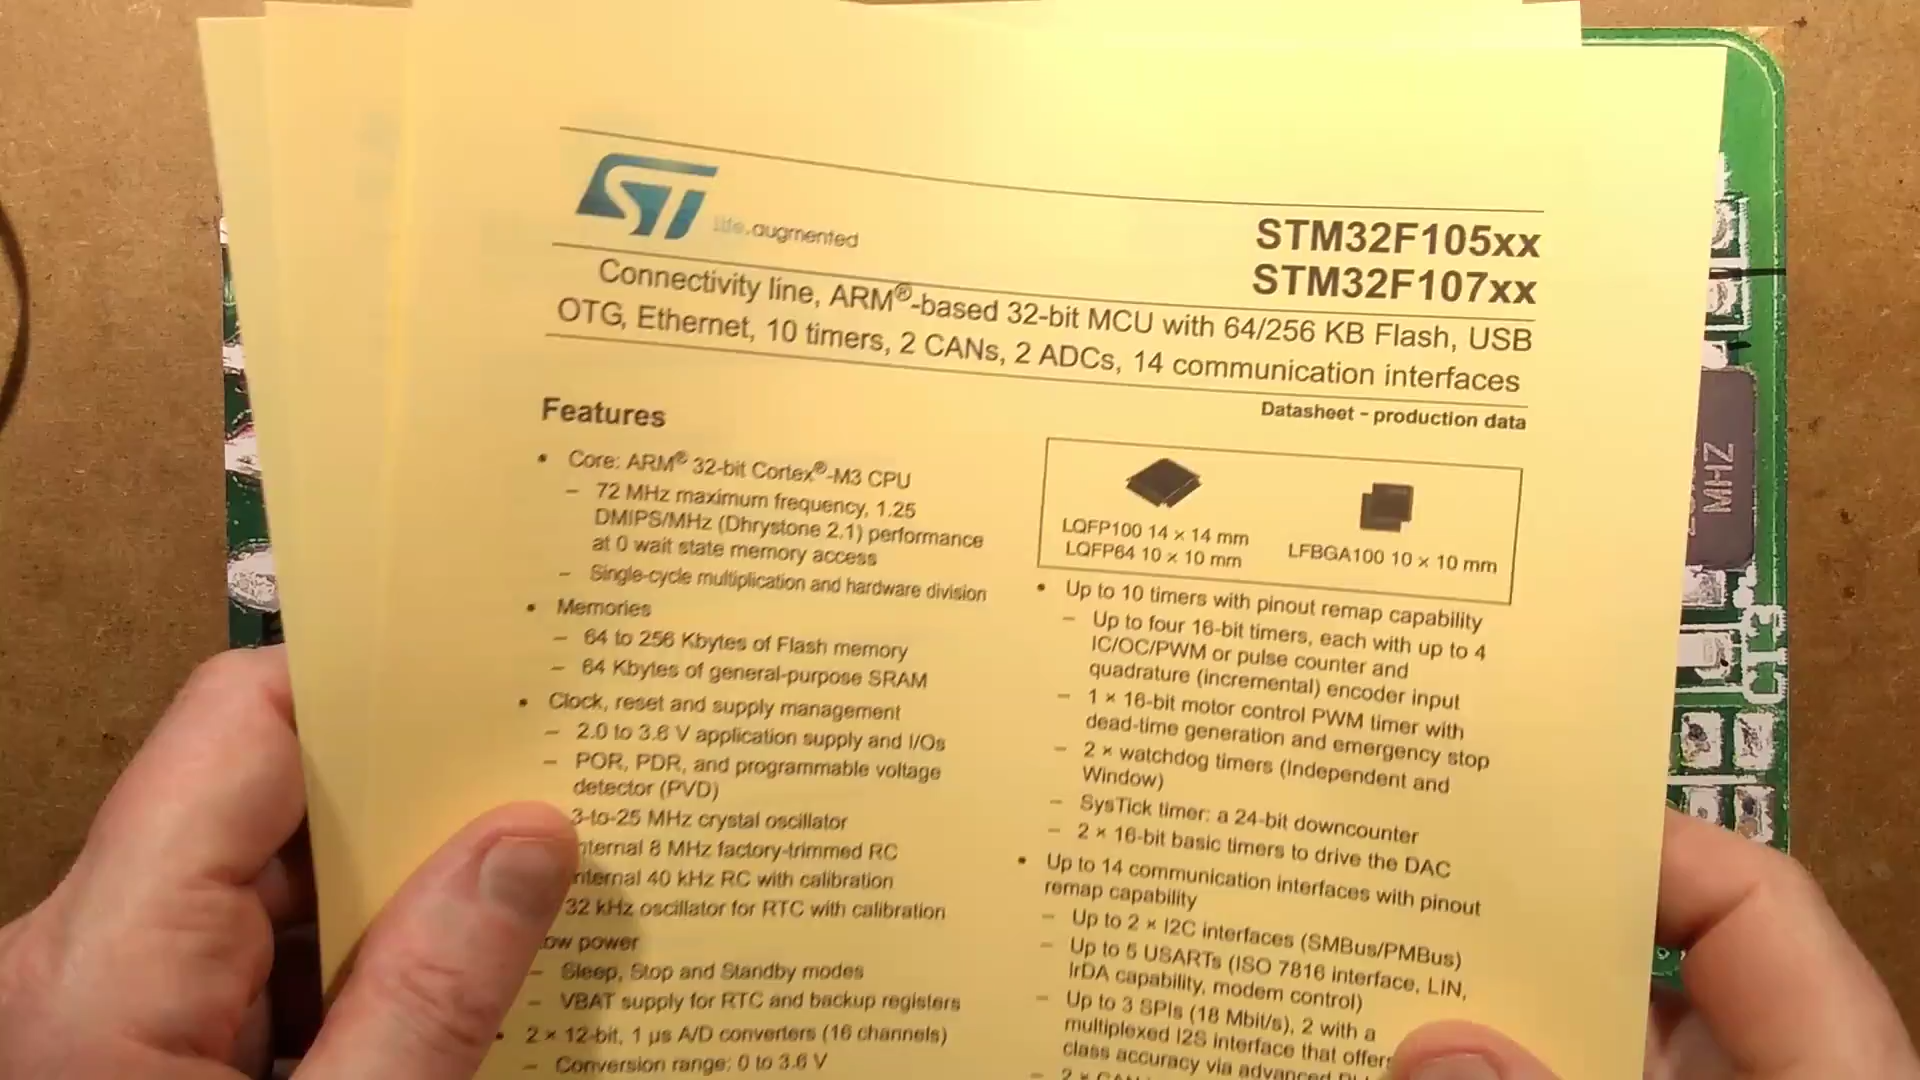 ST
life.augmented
STM32F105xx
STM32F107xx
Connectivity line, ARM®-based 32-bit MCU with 64/256 KB Flash, USB
OTG, Ethernet, 10 timers, 2 CANs, 2 ADCs, 14 communication interfaces
Datasheet - production data
Features
• Core: ARM® 32-bit Cortex®-M3 CPU
– 72 MHz maximum frequency, 1.25
DMIPS/MHz (Dhrystone 2.1) performance
at 0 wait state memory access
– Single-cycle multiplication and hardware division
• Memories
– 64 to 256 Kbytes of Flash memory
– 64 Kbytes of general-purpose SRAM
• Clock, reset and supply management
– 2.0 to 3.6 V application supply and I/Os
– POR, PDR, and programmable voltage
detector (PVD)
3-to-25 MHz crystal oscillator
nternal 8 MHz factory-trimmed RC
nternal 40 kHz RC with calibration
32 kHz oscillator for RTC with calibration
ow power
– Sleep, Stop and Standby modes
– VBAT supply for RTC and backup registers
• 2 × 12-bit, 1 µs A/D converters (16 channels)
– Conversion range: 0 to 3.6 V
LQFP100 14 × 14 mm
LQFP64 10 × 10 mm
LFBGA100 10 × 10 mm
• Up to 10 timers with pinout remap capability
– Up to four 16-bit timers, each with up to 4
IC/OC/PWM or pulse counter and
quadrature (incremental) encoder input
– 1 × 16-bit motor control PWM timer with
dead-time generation and emergency stop
– 2 × watchdog timers (Independent and
Window)
– SysTick timer: a 24-bit downcounter
– 2 × 16-bit basic timers to drive the DAC
• Up to 14 communication interfaces with pinout
remap capability
– Up to 2 × I2C interfaces (SMBus/PMBus)
– Up to 5 USARTs (ISO 7816 interface, LIN,
IrDA capability, modem control)
– Up to 3 SPIs (18 Mbit/s), 2 with a
multiplexed I2S interface that offers
class accuracy via advanced
– 2 ×
MHZ
C13